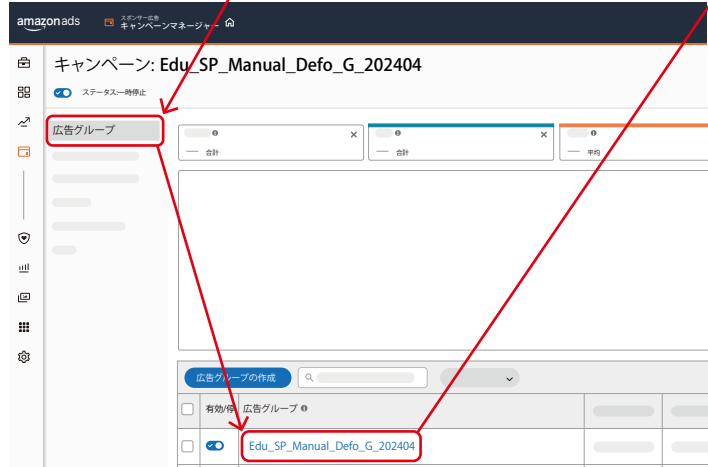 amazonads
スポンサー広告
キャンペーンマネージャー
キャンペーン: Edu_SP_Manual_Defo_G_202404
ステータス:一時停止
広告グループ
合計
合計
平均
広告グループの作成
有効/停 広告グループ
Edu_SP_Manual_Defo_G_202404